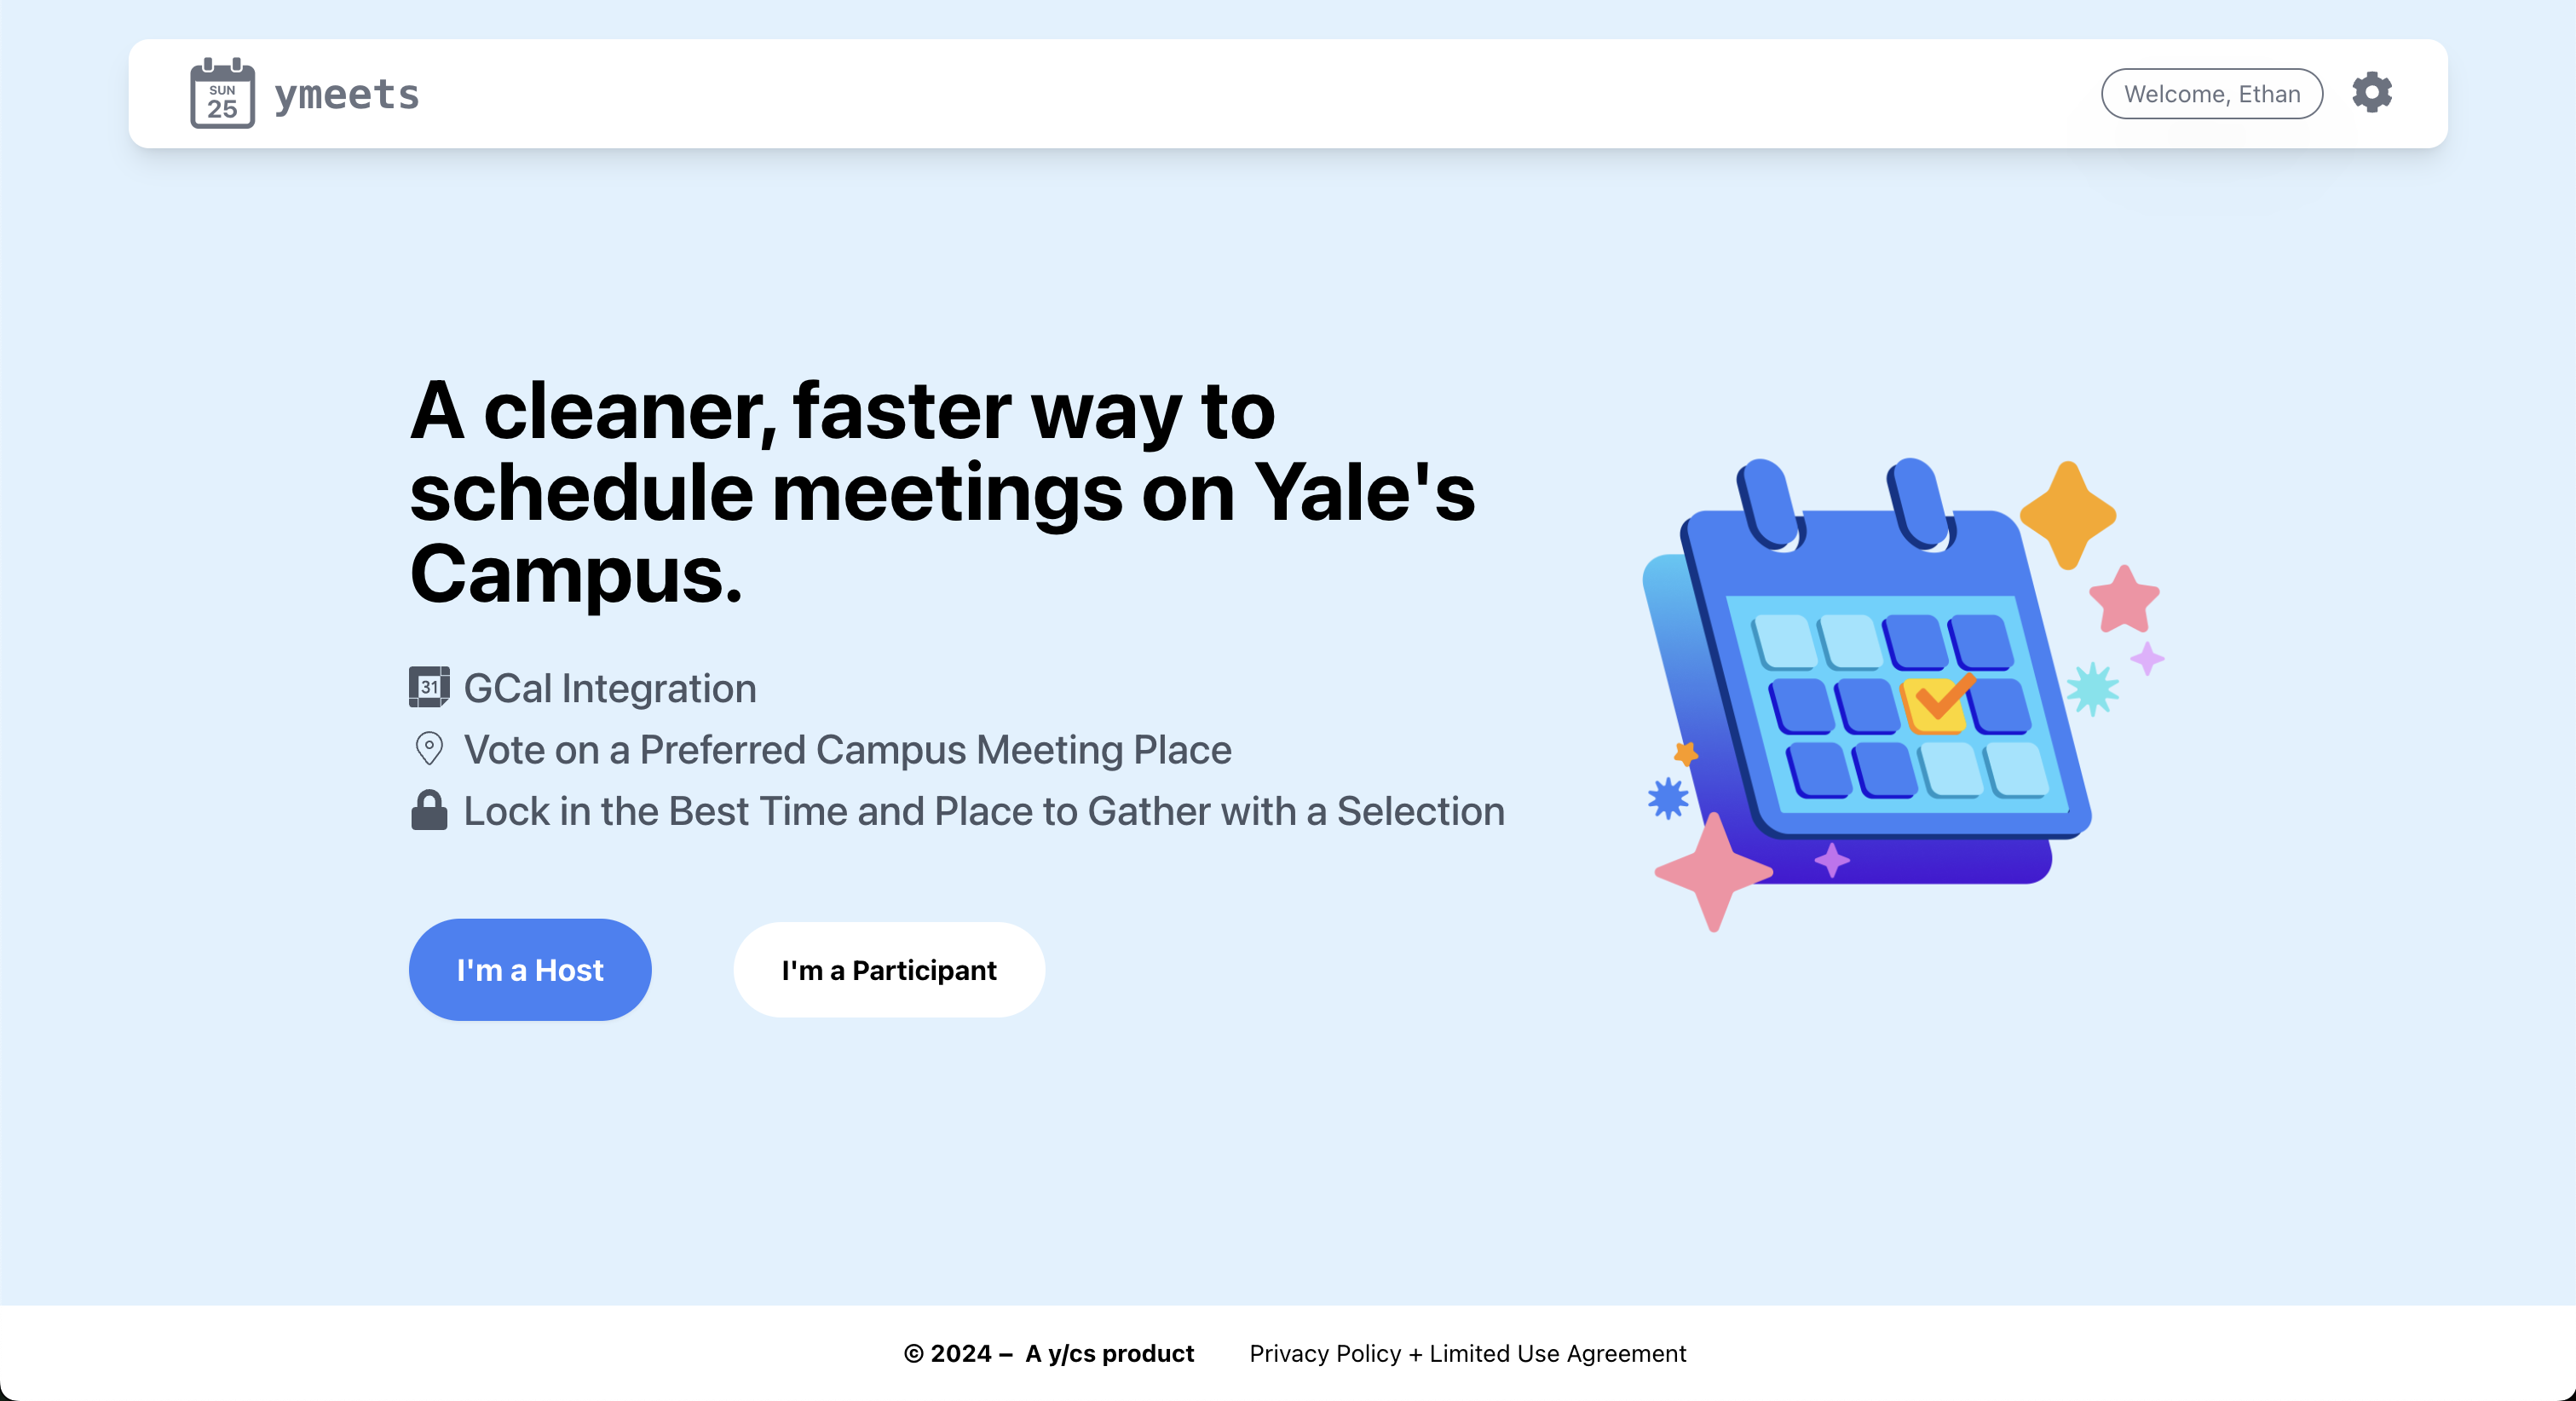 SUN
25
ymeets
Welcome, Ethan
A cleaner, faster way to
schedule meetings on Yale's
Campus.
31
GCal Integration
Vote on a Preferred Campus Meeting Place
Lock in the Best Time and Place to Gather with a Selection
I'm a Host
I'm a Participant
© 2024 – A y/cs product
Privacy Policy + Limited Use Agreement